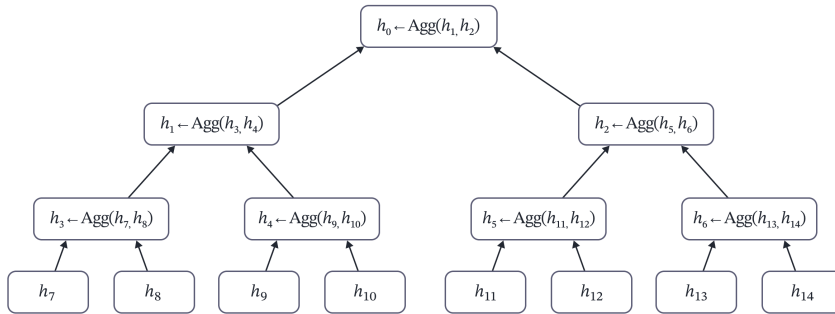 h₀←Agg(h₁,h₂)
h₁←Agg(h₃,h₄)
h₂←Agg(h₅,h₆)
h₃←Agg(h₇,h₈)
h₄←Agg(h₉,h₁₀)
h₅←Agg(h₁₁,h₁₂)
h₆←Agg(h₁₃,h₁₄)
h₇
h₈
h₉
h₁₀
h₁₁
h₁₂
h₁₃
h₁₄